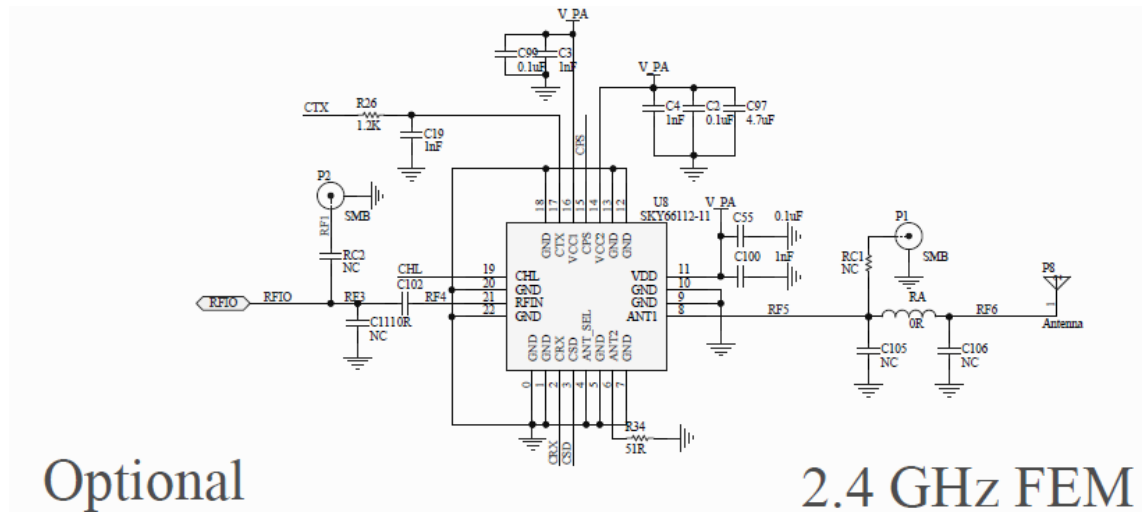 V_PA
C99
0.1uF
C3
1nF
V_PA
C4
1nF
C2
0.1uF
C97
4.7uF
CTX
R26
1.2K
C19
1nF
CPS
P2
SMB
RF1
RC2
NC
18
17
16
15
14
13
12
GND
CTX
VCC1
CPS
VCC2
GND
GND
U8
SKY66112-11
V_PA
C55
0.1uF
C100
1nF
P1
SMB
RC1
NC
CHL
19
CHL
20
GND
21
RFIN
22
GND
VDD
11
GND
10
GND
9
ANT1
8
RFIO
RFIO
RF3
C102
RF4
C111
0R
NC
RF5
RA
0R
RF6
P8
1
Antenna
C105
NC
C106
NC
GND
GND
CRX
CSD
ANT_SEL
GND
ANT2
GND
0
1
2
3
4
5
6
7
CRX
CSD
R34
51R
Optional
2.4 GHz FEM